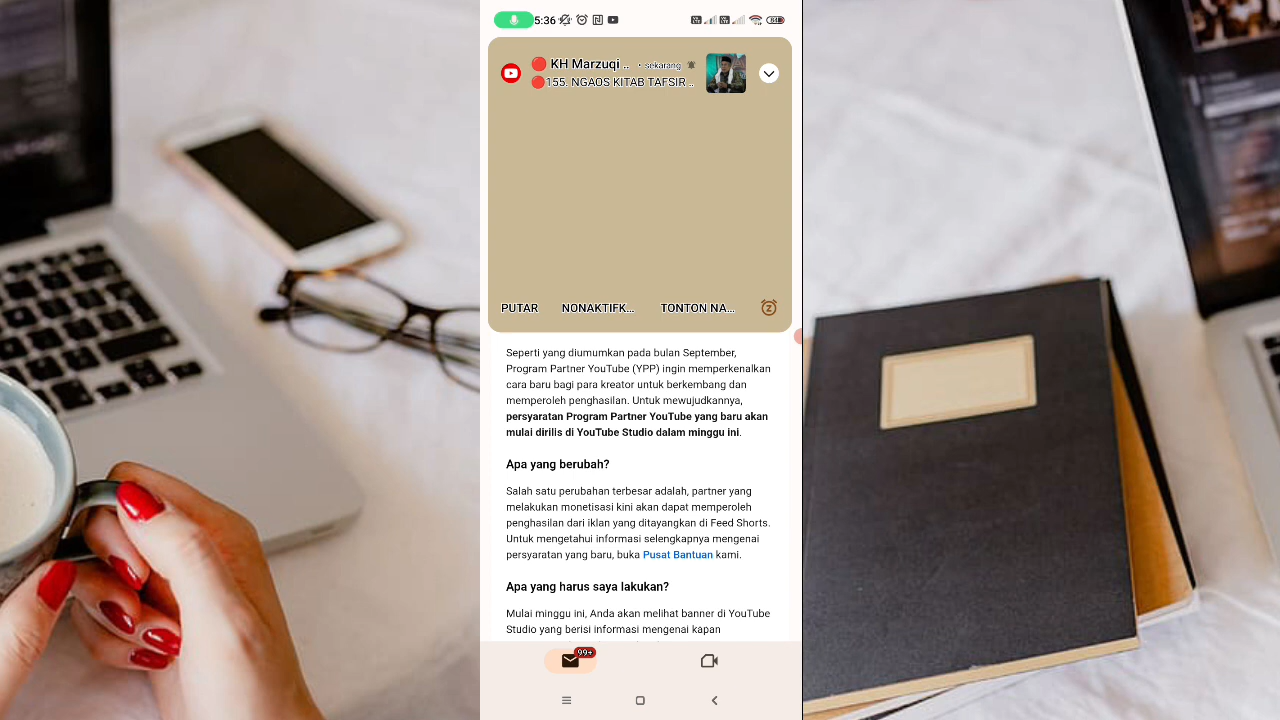 5:36
64
🔴 KH Marzuqi .. • sekarang
🔴155. NGAOS KITAB TAFSIR ..
PUTAR NONAKTIFK... TONTON NA...
Seperti yang diumumkan pada bulan September,
Program Partner YouTube (YPP) ingin memperkenalkan
cara baru bagi para kreator untuk berkembang dan
memperoleh penghasilan. Untuk mewujudkannya,
persyaratan Program Partner YouTube yang baru akan
mulai dirilis di YouTube Studio dalam minggu ini.
Apa yang berubah?
Salah satu perubahan terbesar adalah, partner yang
melakukan monetisasi kini akan dapat memperoleh
penghasilan dari iklan yang ditayangkan di Feed Shorts.
Untuk mengetahui informasi selengkapnya mengenai
persyaratan yang baru, buka Pusat Bantuan kami.
Apa yang harus saya lakukan?
Mulai minggu ini, Anda akan melihat banner di YouTube
Studio yang berisi informasi mengenai kapan
99+